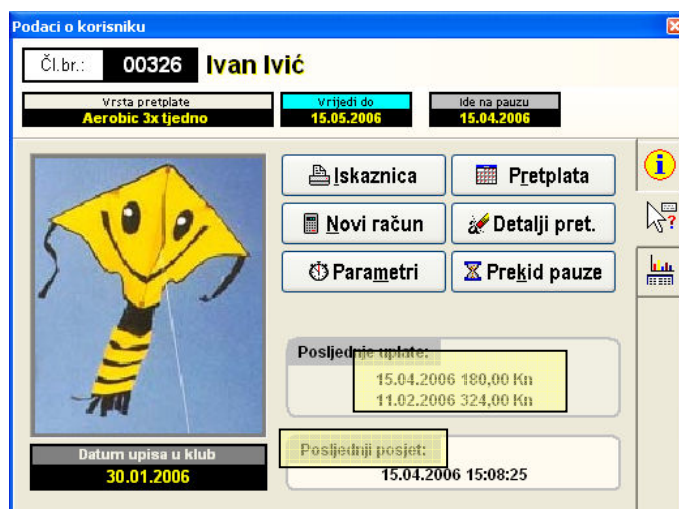 Podaci o korisniku
Čl.br.: 00326 Ivan Ivić
Vrsta pretplate
Aerobic 3x tjedno
Vrijedi do
15.05.2006
Ide na pauzu
15.04.2006
Iskaznica
Pretplata
Novi račun
Detalji pret.
Parametri
Prekid pauze
Posljednje uplate:
15.04.2006 180,00 Kn
11.02.2006 324,00 Kn
Datum upisa u klub
30.01.2006
Posljednji posjet:
15.04.2006 15:08:25